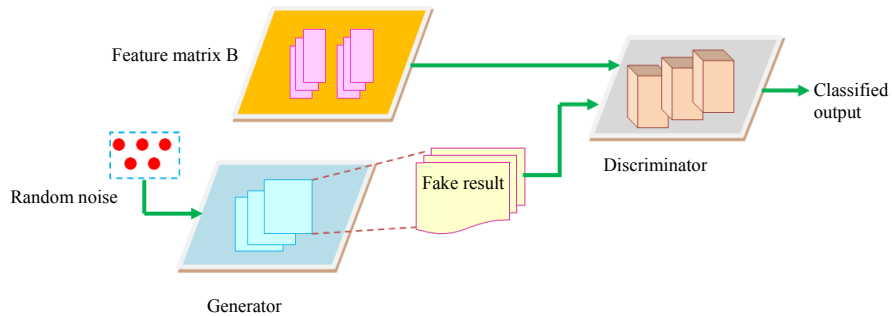 Feature matrix B
Classified
output
Discriminator
Fake result
Random noise
Generator